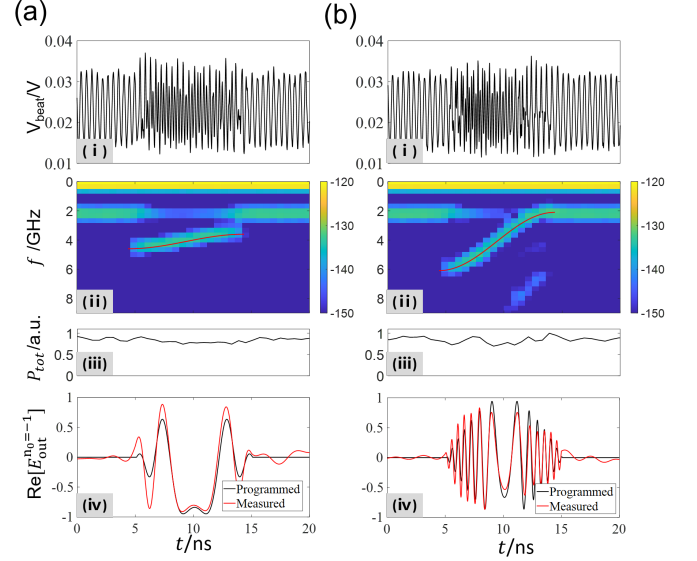 (a)
(b)
V_beat/V
0.04
0.03
0.02
0.01
(i)
0.04
0.03
0.02
0.01
(i)
f /GHz
0
2
4
6
8
(ii)
-120
-130
-140
-150
0
2
4
6
8
(ii)
-120
-130
-140
-150
P_tot/a.u.
1
0.5
0
(iii)
1
0.5
0
(iii)
Re[E_out^{n_0=-1}]
1
0.5
0
-0.5
-1
(iv)
Programmed
Measured
0 5 10 15 20
t/ns
1
0.5
0
-0.5
-1
(iv)
Programmed
Measured
0 5 10 15 20
t/ns